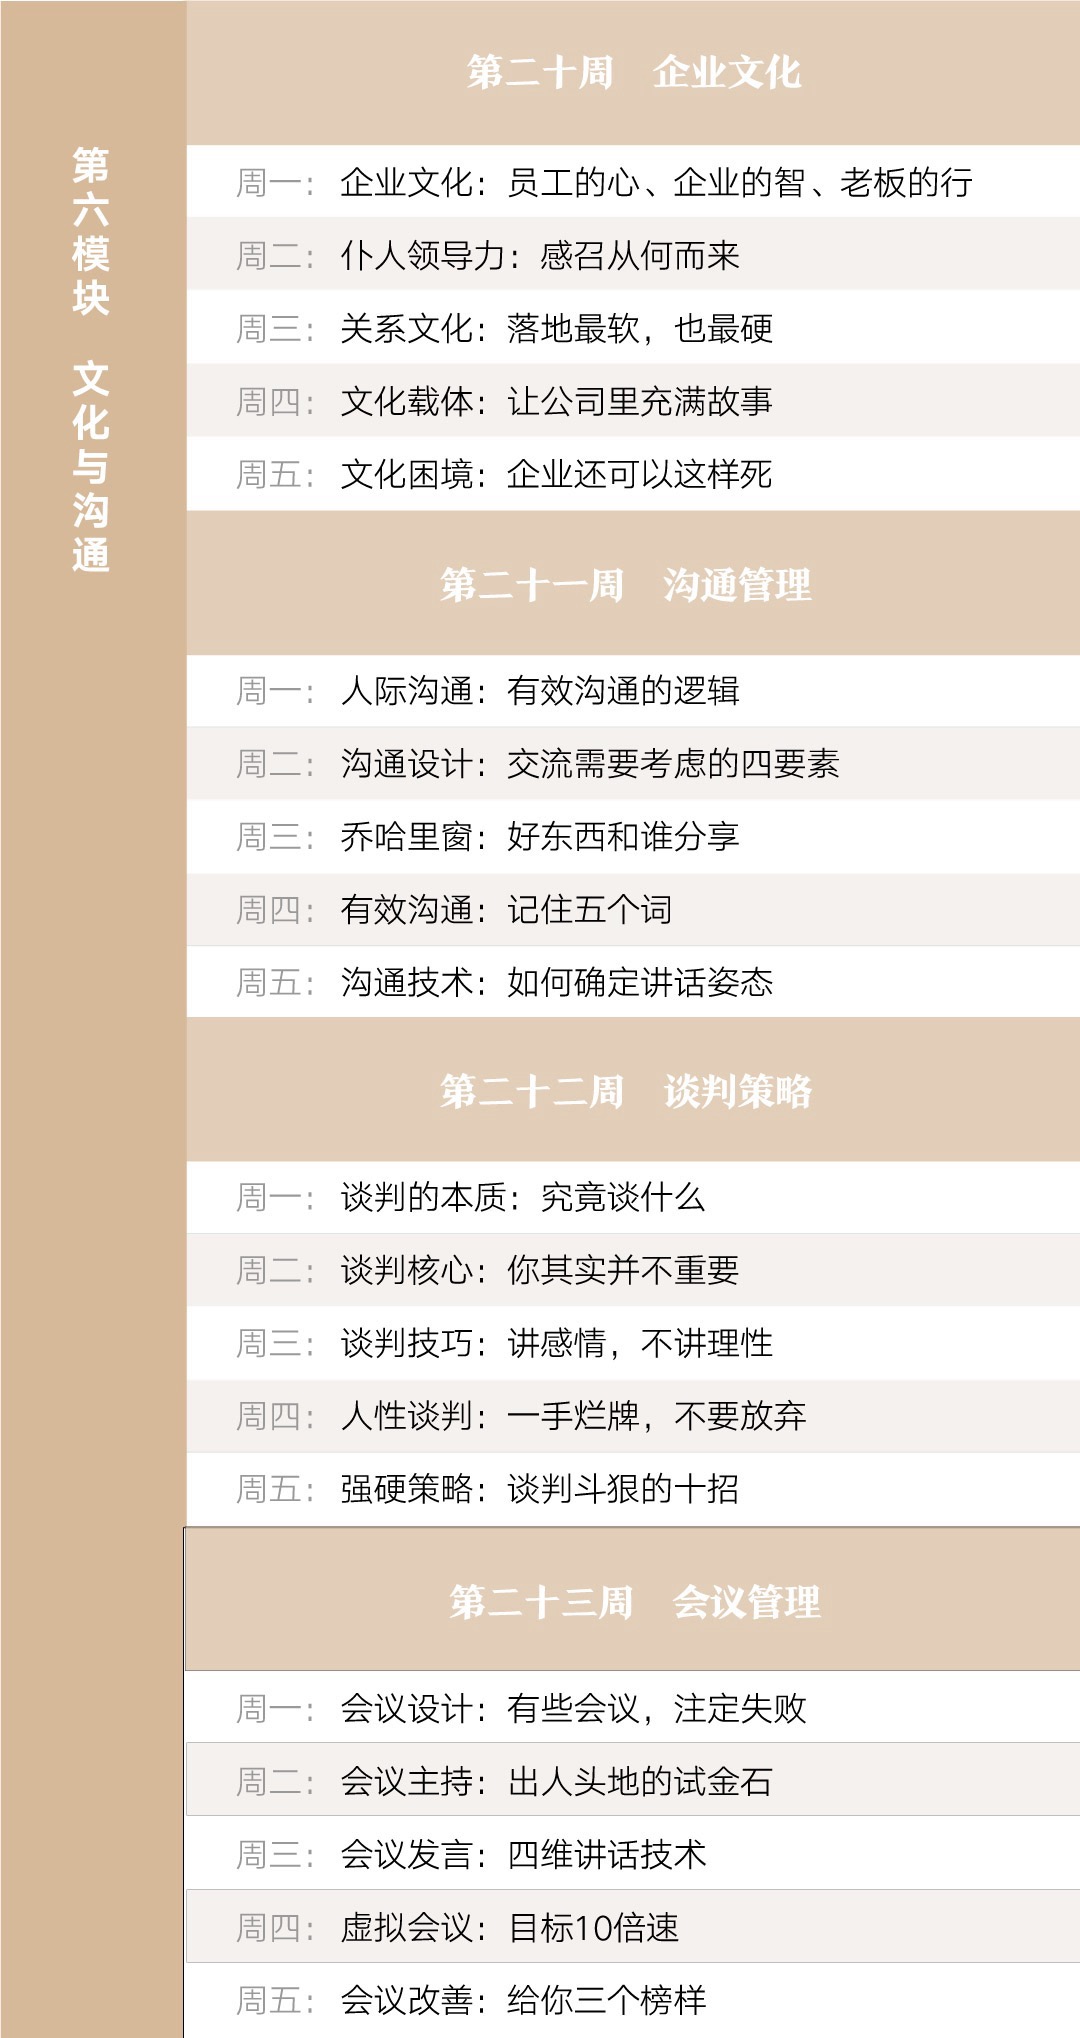 第六模块 文化与沟通
第二十周 企业文化
周一：企业文化：员工的心、企业的智、老板的行
周二：仆人领导力：感召从何而来
周三：关系文化：落地最软，也最硬
周四：文化载体：让公司里充满故事
周五：文化困境：企业还可以这样死
第二十一周 沟通管理
周一：人际沟通：有效沟通的逻辑
周二：沟通设计：交流需要考虑的四要素
周三：乔哈里窗：好东西和谁分享
周四：有效沟通：记住五个词
周五：沟通技术：如何确定讲话姿态
第二十二周 谈判策略
周一：谈判的本质：究竟谈什么
周二：谈判核心：你其实并不重要
周三：谈判技巧：讲感情，不讲理性
周四：人性谈判：一手烂牌，不要放弃
周五：强硬策略：谈判斗狠的十招
第二十三周 会议管理
周一：会议设计：有些会议，注定失败
周二：会议主持：出人头地的试金石
周三：会议发言：四维讲话技术
周四：虚拟会议：目标10倍速
周五：会议改善：给你三个榜样